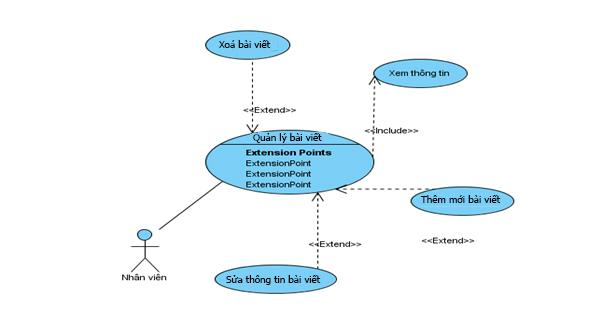 Xoá bài viết
Xem thông tin
<<Extend>>
<<Include>>
Quản lý bài viết
Extension Points
ExtensionPoint
ExtensionPoint
ExtensionPoint
Thêm mới bài viết
<<Extend>>
<<Extend>>
Nhân viên
Sửa thông tin bài viết